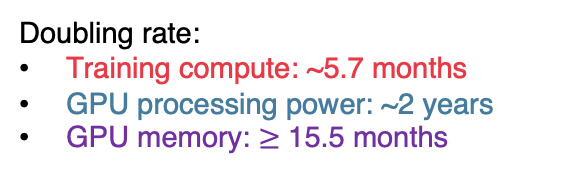 Doubling rate:
• Training compute: ~5.7 months
• GPU processing power: ~2 years
• GPU memory: ≥ 15.5 months